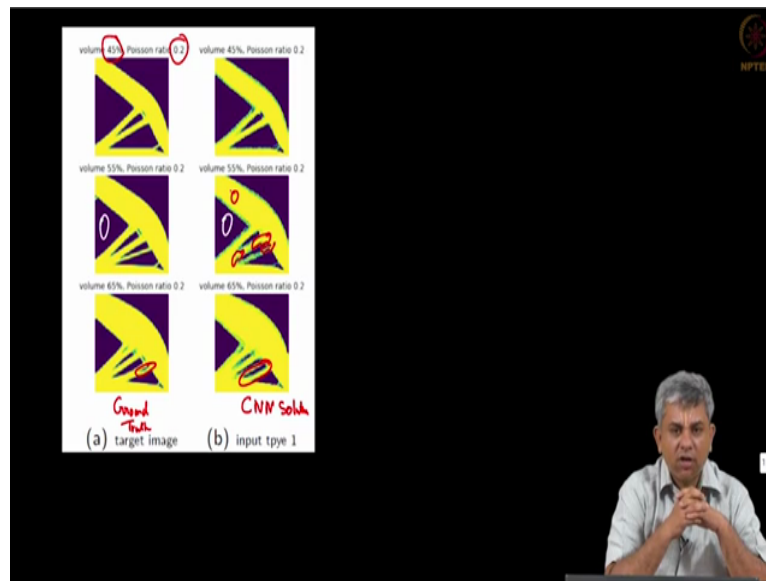 volume 45%, Poisson ratio 0.2 volume 45%, Poisson ratio 0.2
NPTEL
volume 55%, Poisson ratio 0.2 volume 55%, Poisson ratio 0.2
volume 65%, Poisson ratio 0.2 volume 65%, Poisson ratio 0.2
Ground
Truth
CNN
(a) target image (b) input tpye 1